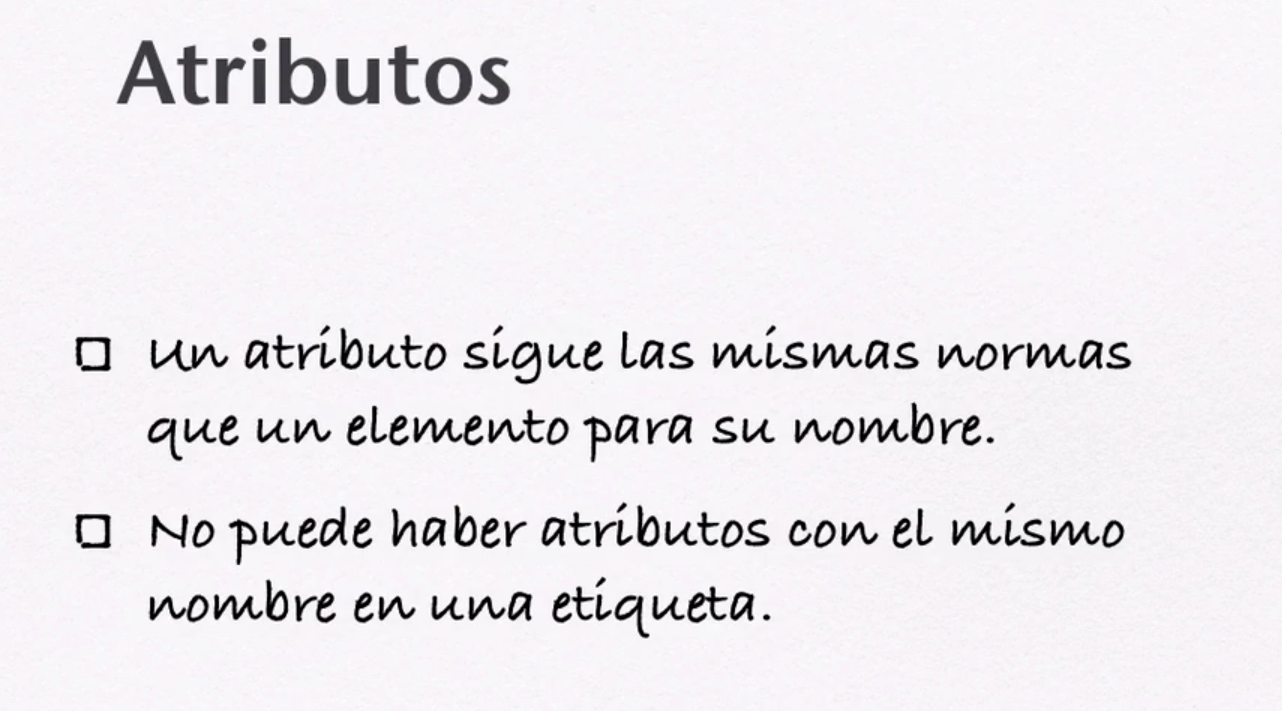 Atributos
Un atributo sigue las mismas normas
que un elemento para su nombre.
No puede haber atributos con el mismo
nombre en una etiqueta.